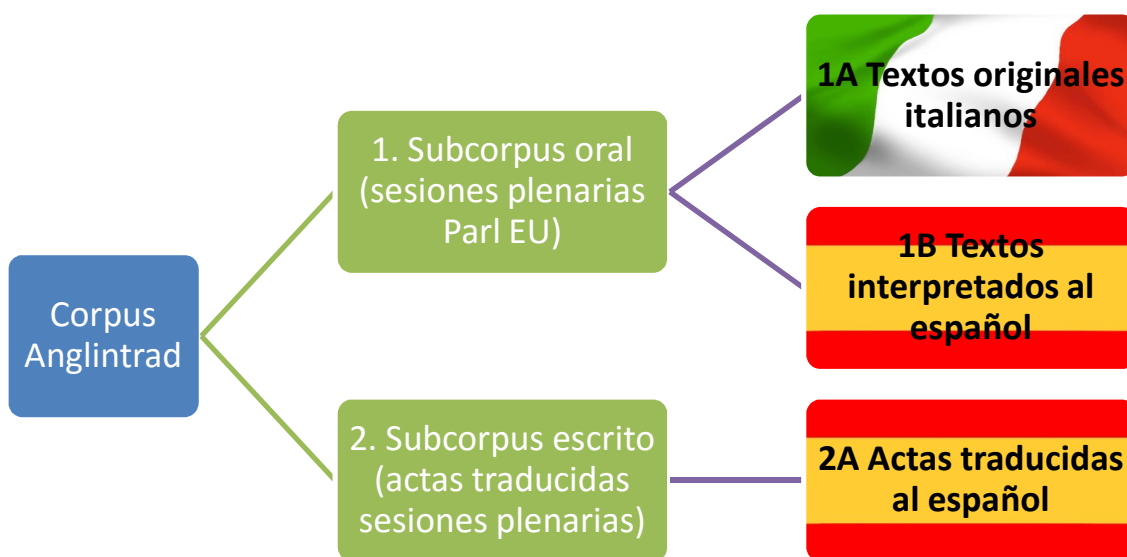 Corpus
Anglintrad
1. Subcorpus oral
(sesiones plenarias
Parl EU)
2. Subcorpus escrito
(actas traducidas
sesiones plenarias)
1A Textos originales
italianos
1B Textos
interpretados al
español
2A Actas traducidas
al español